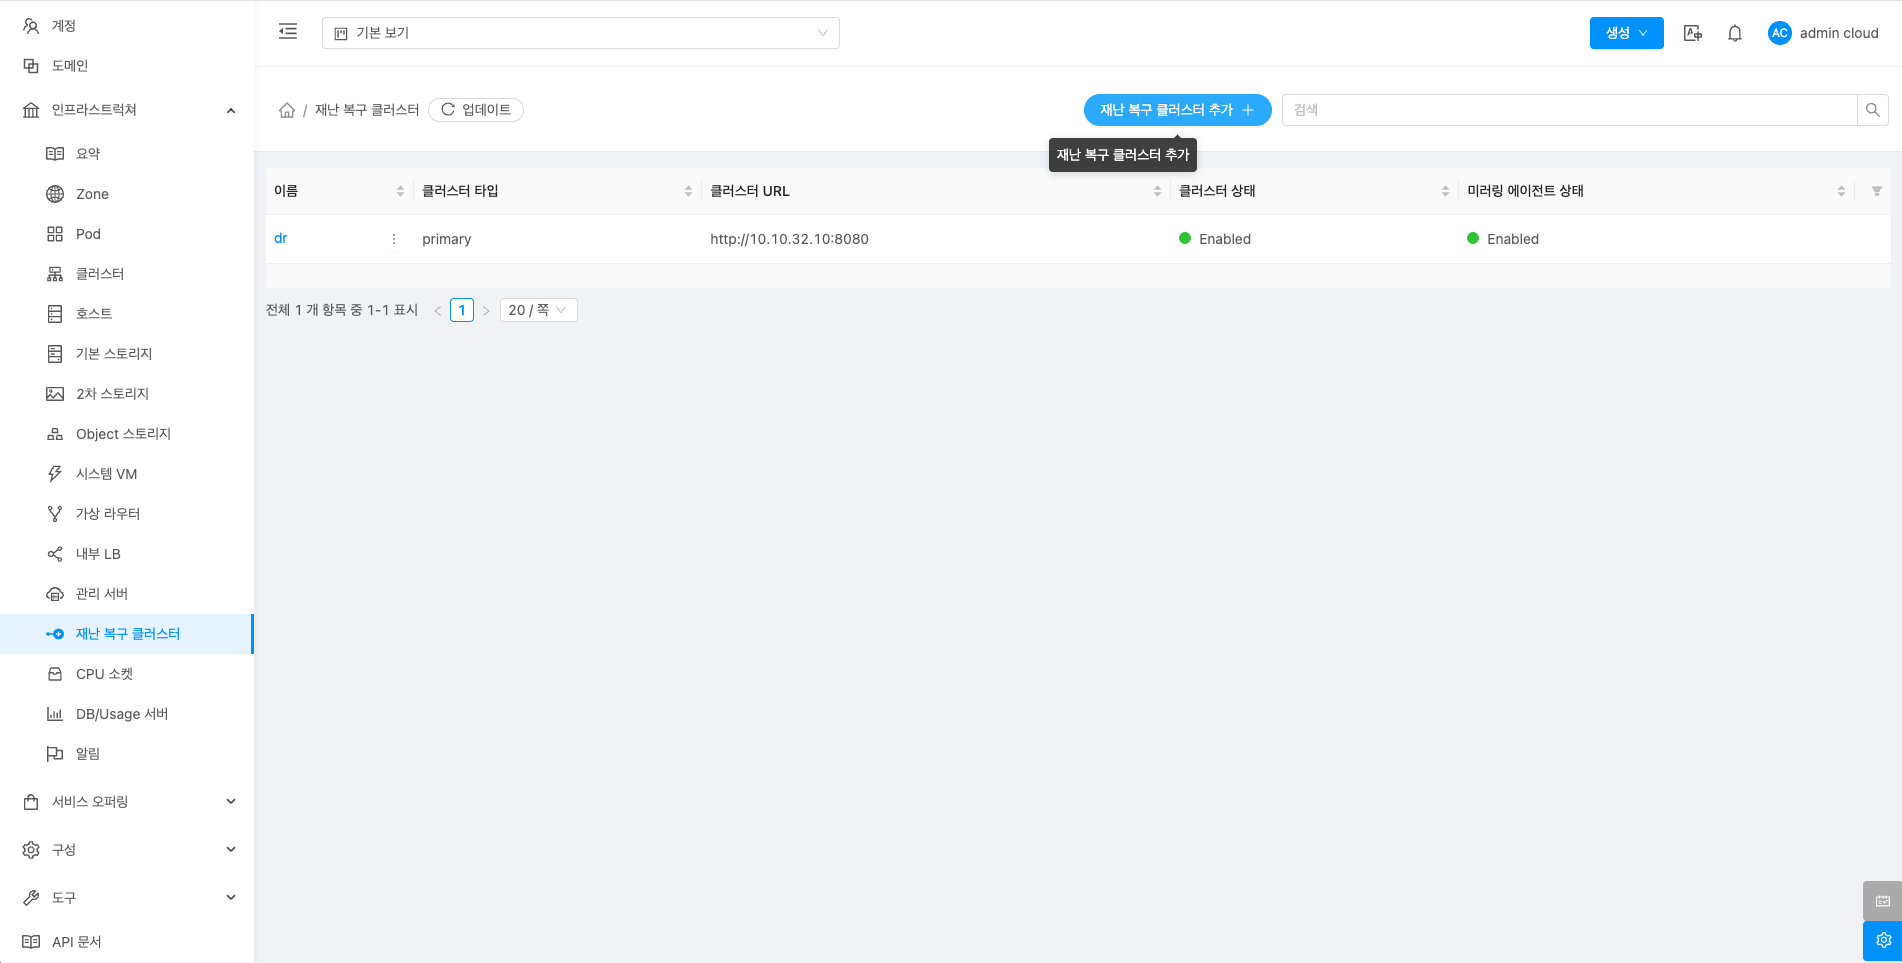 계정
도메인
인프라스트럭쳐
요약
Zone
Pod
클러스터
호스트
기본 스토리지
2차 스토리지
Object 스토리지
시스템 VM
가상 라우터
내부 LB
관리 서버
재난 복구 클러스터
CPU 소켓
DB/Usage 서버
알림
서비스 오퍼링
구성
도구
API 문서
기본 보기
생성
AC admin cloud
/ 재난 복구 클러스터 업데이트
재난 복구 클러스터 추가
검색
재난 복구 클러스터 추가
이름 클러스터 타입 클러스터 URL 클러스터 상태 미러링 에이전트 상태
dr primary http://10.10.32.10:8080 Enabled Enabled
전체 1 개 항목 중 1-1 표시 1 20 / 쪽